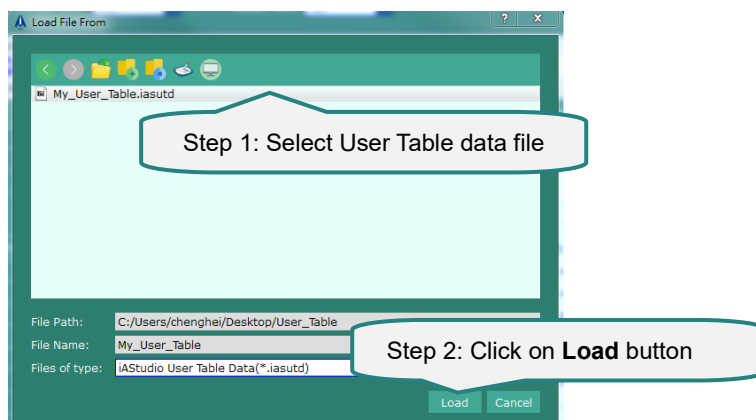 Load File From
My_User_Table.iasutd
Step 1: Select User Table data file
File Path: C:/Users/chenghei/Desktop/User_Table
File Name: My_User_Table
Step 2: Click on Load button
Files of type: iAStudio User Table Data(*.iasutd)
Load Cancel